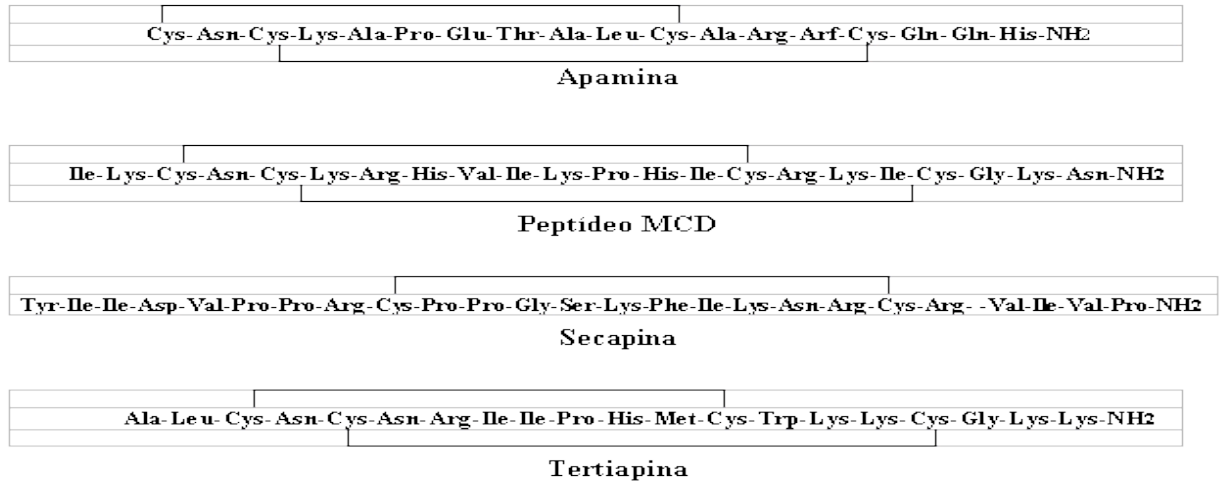 Cys-Asn-Cys-Lys-Ala-Pro-Glu-Thr-Ala-Leu-Cys-Ala-Arg-Arf-Cys-Gln-Gln-His-NH2
Apamina
Ile-Lys-Cys-Asn-Cys-Lys-Arg-His-Val-Ile-Lys-Pro-His-Ile-Cys-Arg-Lys-Ile-Cys-Gly-Lys-Asn-NH2
Peptídeo MCD
Tyr-Ile-Ile-Asp-Val-Pro-Pro-Arg-Cys-Pro-Pro-Gly-Ser-Lys-Phe-Ile-Lys-Asn-Arg-Cys-Arg- -Val-Ile-Val-Pro-NH2
Secapina
Ala-Leu-Cys-Asn-Cys-Asn-Arg-Ile-Ile-Pro-His-Met-Cys-Trp-Lys-Lys-Cys-Gly-Lys-Lys-NH2
Tertiapina